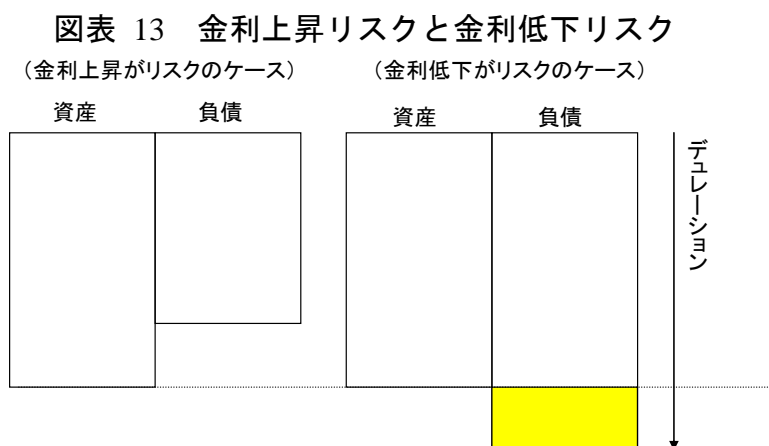 図表 13　金利上昇リスクと金利低下リスク
（金利上昇がリスクのケース）　（金利低下がリスクのケース）
資産　負債　資産　負債
デュレーション